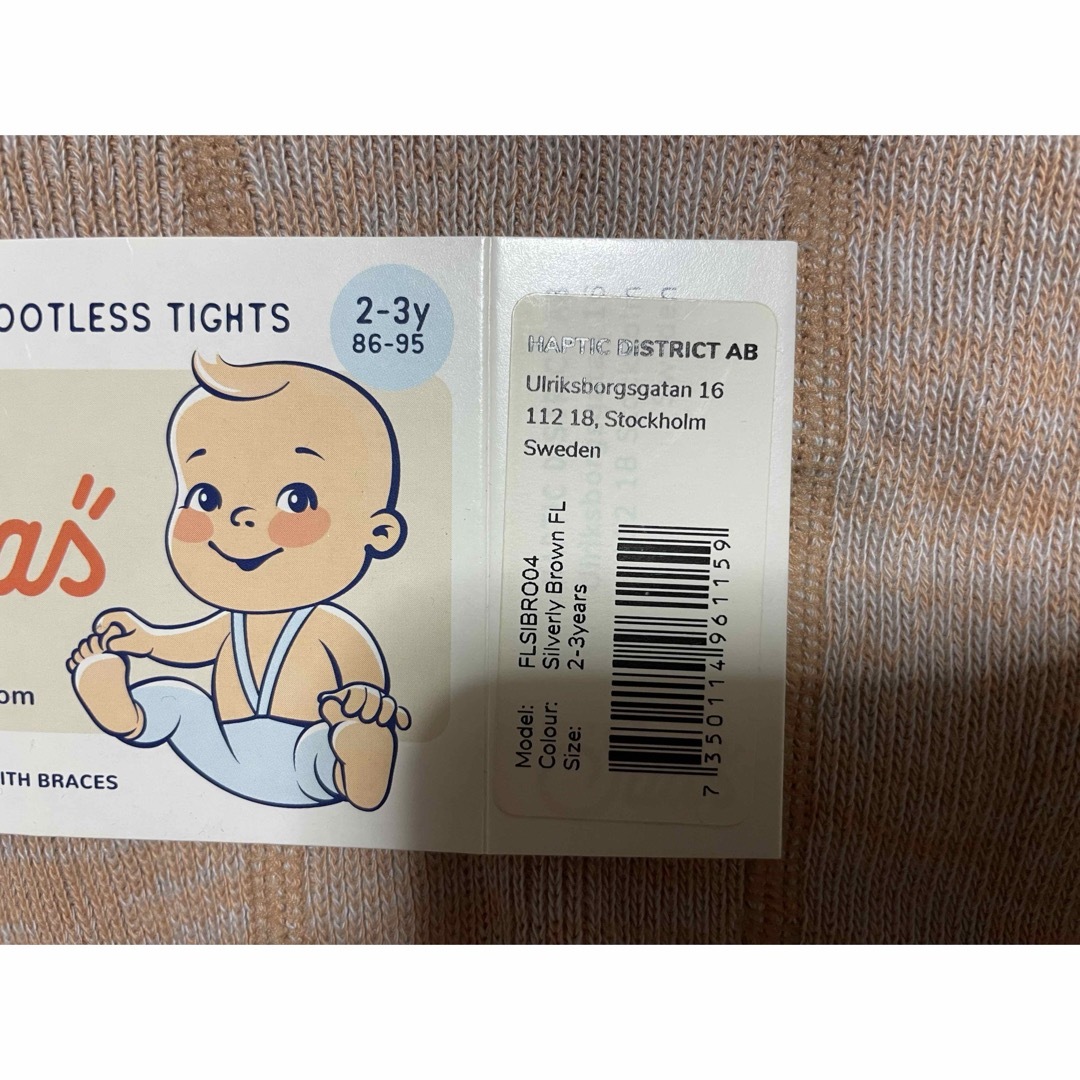 OOTLESS TIGHTS
2-3y
86-95
as
om
ITH BRACES
HAPTIC DISTRICT AB
Ulriksborgsgatan 16
112 18, Stockholm
Sweden
Model: FLSIBRO04
Colour: Silverly Brown FL
Size: 2-3years
7 350114 961159